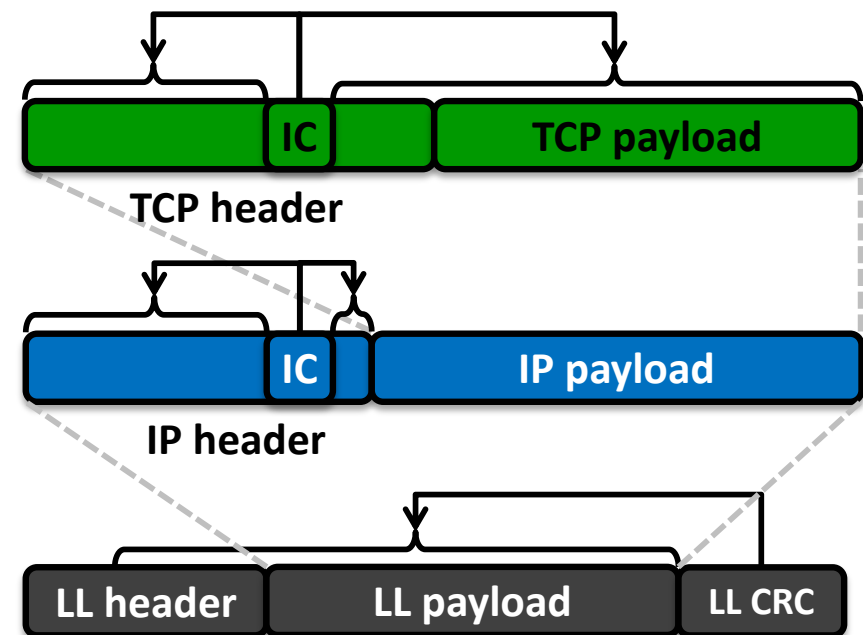 IC TCP payload
TCP header
IC IP payload
IP header
LL header LL payload LL CRC